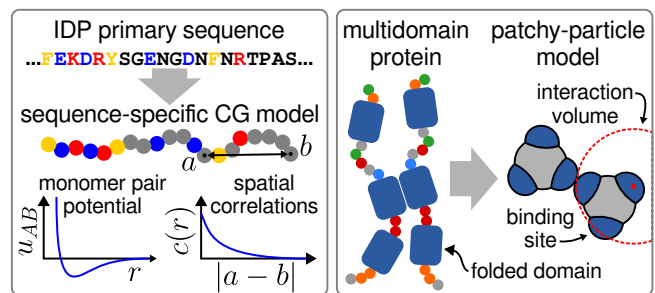 IDP primary sequence
...FEKDRYSGENGDNFNRTPAS...
sequence-specific CG model
a
b
monomer pair
potential
u_AB
r
spatial
correlations
c(r)
|a − b|
multidomain
protein
folded domain
patchy-particle
model
interaction
volume
binding
site